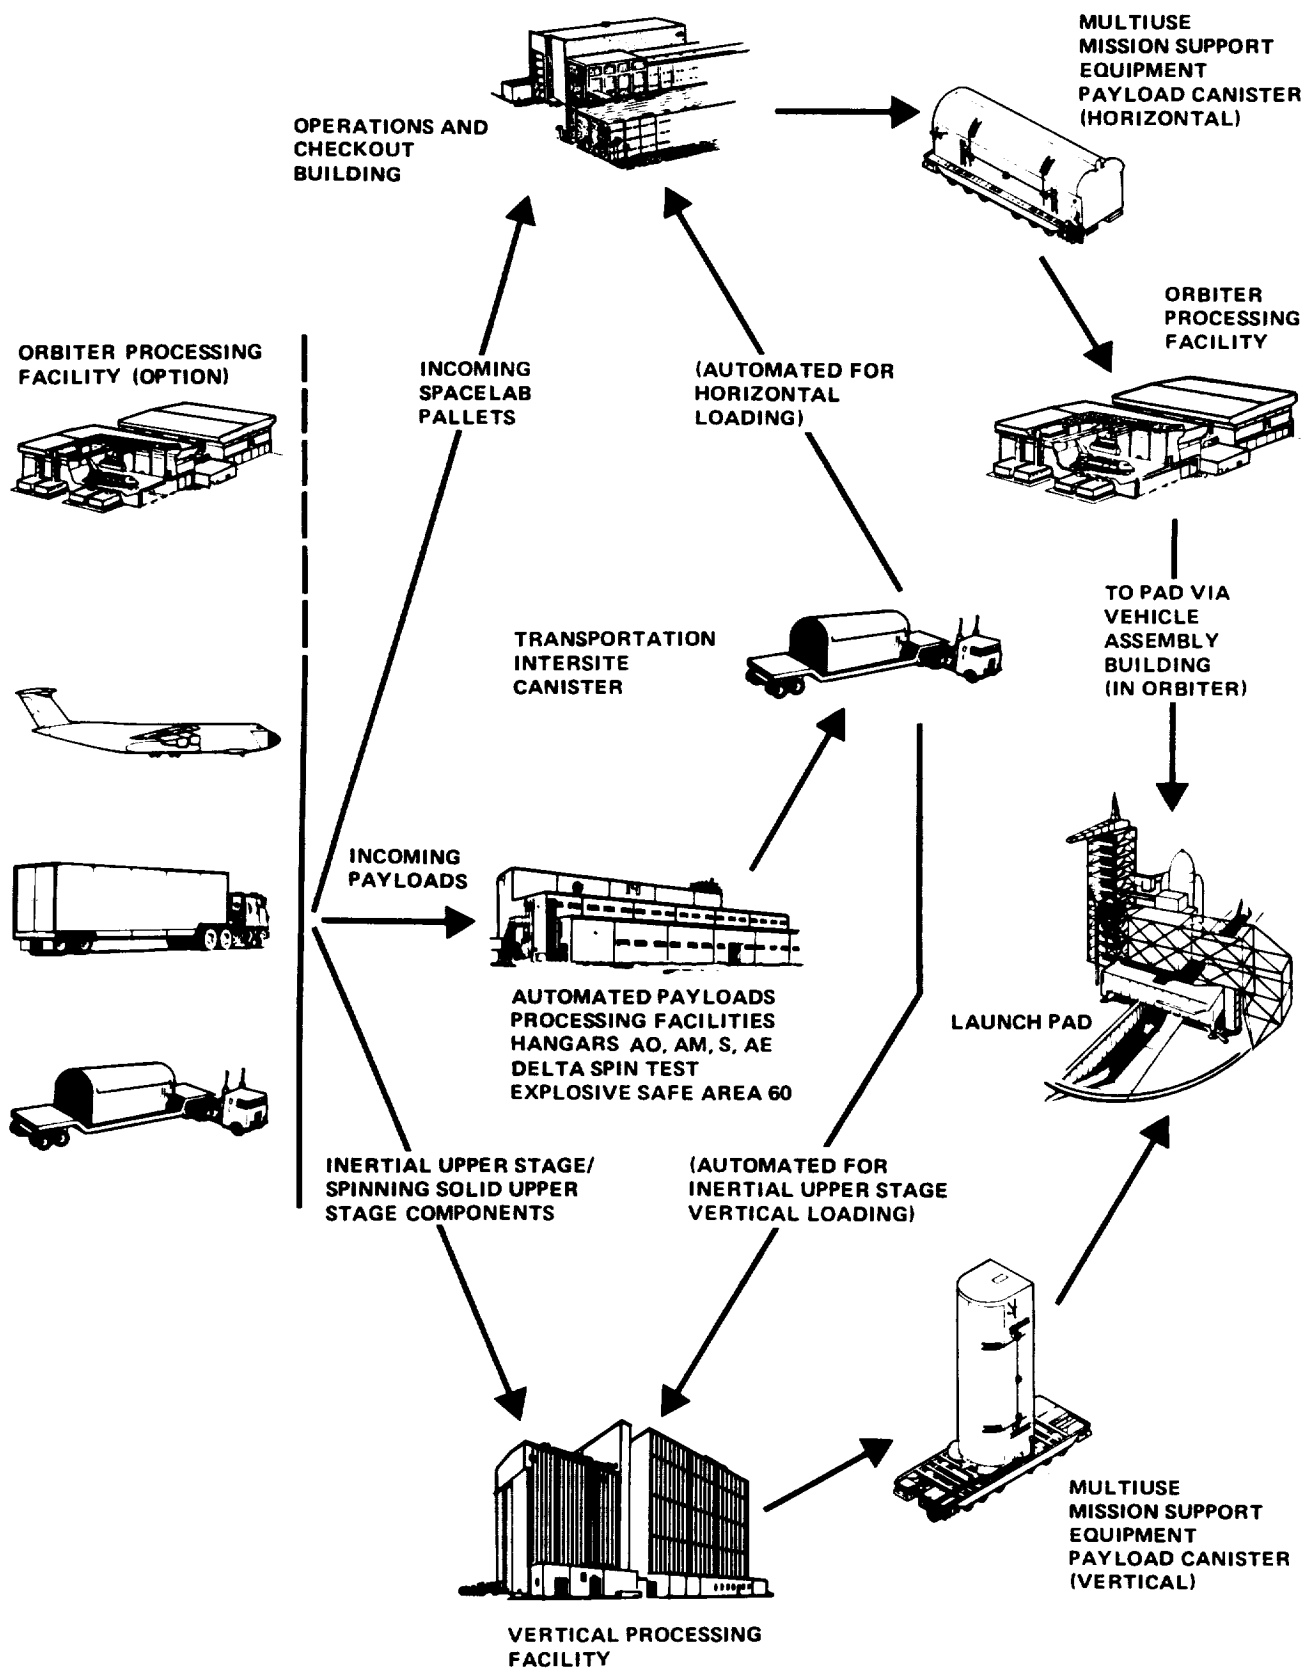 MULTIUSE
MISSION SUPPORT
EQUIPMENT
PAYLOAD CANISTER
(HORIZONTAL)
OPERATIONS AND
CHECKOUT
BUILDING
ORBITER
PROCESSING
FACILITY
ORBITER PROCESSING
FACILITY (OPTION)
INCOMING
SPACELAB
PALLETS
(AUTOMATED FOR
HORIZONTAL
LOADING)
TO PAD VIA
VEHICLE
ASSEMBLY
BUILDING
(IN ORBITER)
TRANSPORTATION
INTERSITE
CANISTER
INCOMING
PAYLOADS
AUTOMATED PAYLOADS
PROCESSING FACILITIES
HANGARS AO, AM, S, AE
DELTA SPIN TEST
EXPLOSIVE SAFE AREA 60
LAUNCH PAD
INERTIAL UPPER STAGE/
SPINNING SOLID UPPER
STAGE COMPONENTS
(AUTOMATED FOR
INERTIAL UPPER STAGE
VERTICAL LOADING)
MULTIUSE
MISSION SUPPORT
EQUIPMENT
PAYLOAD CANISTER
(VERTICAL)
VERTICAL PROCESSING
FACILITY